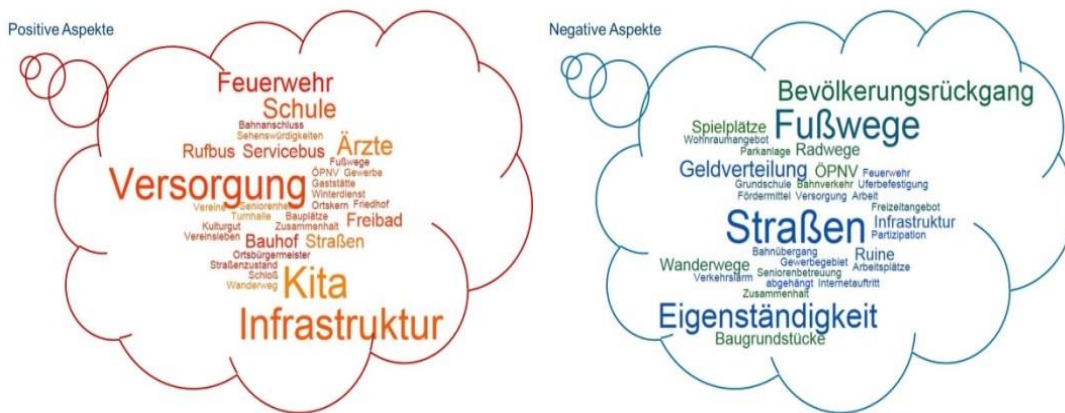 Positive Aspekte
Feuerwehr
Schule
Bahnanschluss
Sehenswürdigkeiten
Rufbus Servicebus Ärzte
Fußwege
ÖPNV Gewerbe
Versorgung Gaststätte
Winterdienst
Vereine Seniorenhe Ortskern Friedhof
Turnhalle Bauplätze Freibad
Kulturgut Zusammenhalt
Vereinsleben Bauhof Straßen
Ortsbürgermeister
Straßenzustand
Schloß
Wanderweg Kita
Infrastruktur
Negative Aspekte
Bevölkerungsrückgang
Spielplätze Fußwege
Wohnraumangebot
Parkanlage Radwege
Geldverteilung ÖPNV Feuerwehr
Grundschule Bahnverkehr Uferbefestigung
Fördermittel Versorgung Arbeit
Freizeitangebot
Straßen Infrastruktur
Partizipation
Bahnübergang Ruine
Gewerbegebiet
Wanderwege Seniorenbetreuung Arbeitsplätze
Verkehrslärm abgehängt Internetauftritt
Zusammenhalt
Eigenständigkeit
Baugrundstücke